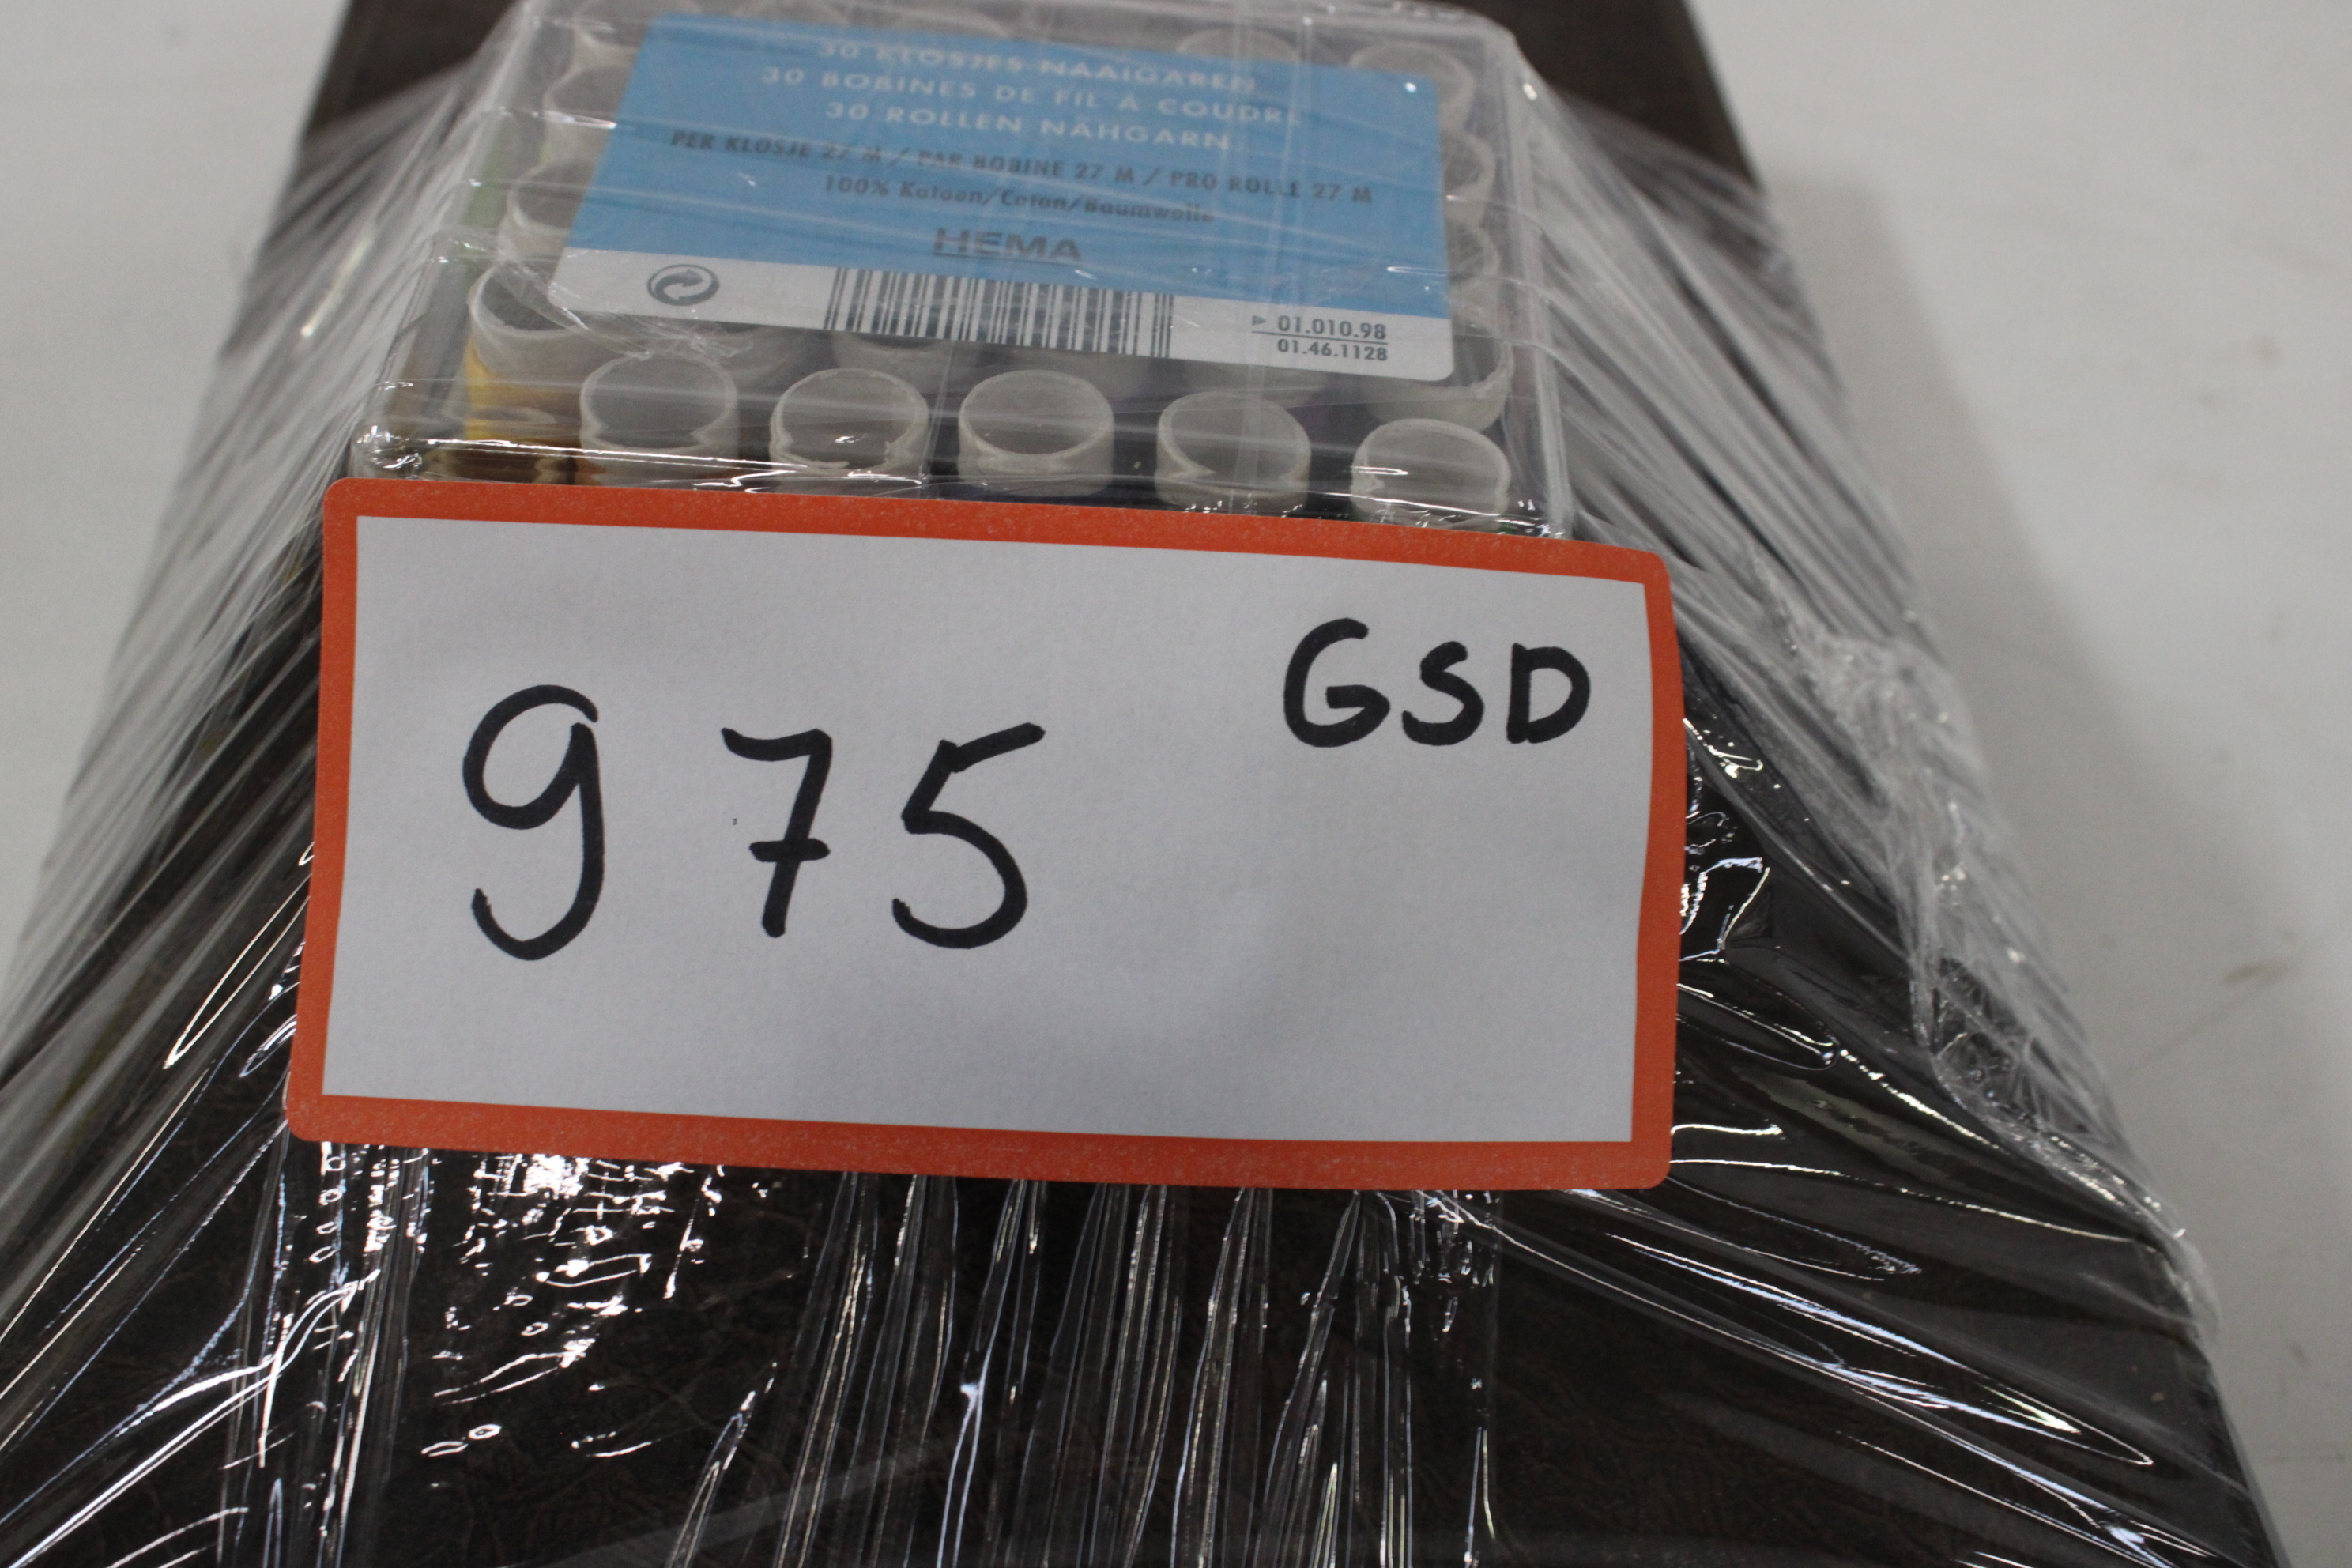 30 KLOSJES NAAIGAREN
30 BOBINES DE FIL À COUDRE
30 ROLLEN NÄHGARN
PER KLOSJE 27 M / PAR BOBINE 27 M / PRO ROLLE 27 M
100% Katoen/Coton/Baumwolle
HEMA
01.010.98
01.46.1128
GSD
975